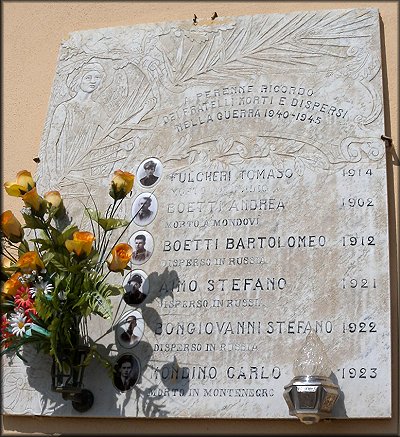 A PERENNE RICORDO
DEI FRATELLI MORTI E DISPERSI
NELLA GUERRA 1940-1945
FULCHERI TOMASO 1914
BOETTI ANDREA 1902
MORTO A MONDOVÌ
BOETTI BARTOLOMEO 1912
DISPERSO IN RUSSIA
AIMO STEFANO 1921
DISPERSO IN RUSSIA
BONGIOVANNI STEFANO 1922
DISPERSO IN RUSSIA
TONDINO CARLO 1923
MORTO IN MONTENEGRO